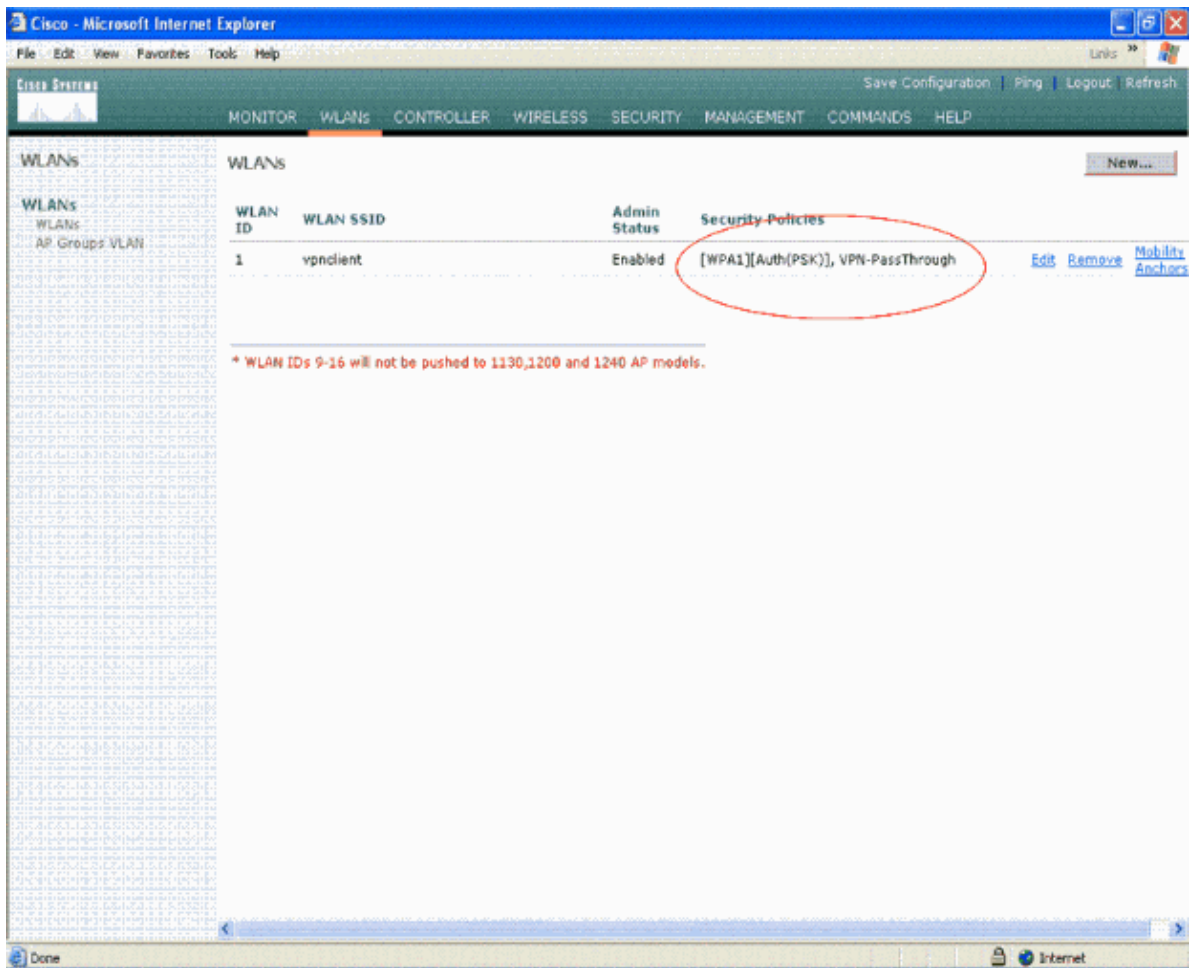 Cisco - Microsoft Internet Explorer
File Edit View Favorites Tools Help
Links »
Cisco Systems
Save Configuration | Ping | Logout | Refresh
MONITOR WLANs CONTROLLER WIRELESS SECURITY MANAGEMENT COMMANDS HELP
WLANs
WLANs
WLANs
AP Groups VLAN
WLANs
New...
WLAN ID WLAN SSID Admin Status Security Policies
1 vpnclient Enabled [WPA1][Auth(PSK)], VPN-PassThrough Edit Remove Mobility Anchors
* WLAN IDs 9-16 will not be pushed to 1130,1200 and 1240 AP models.
Done
Internet